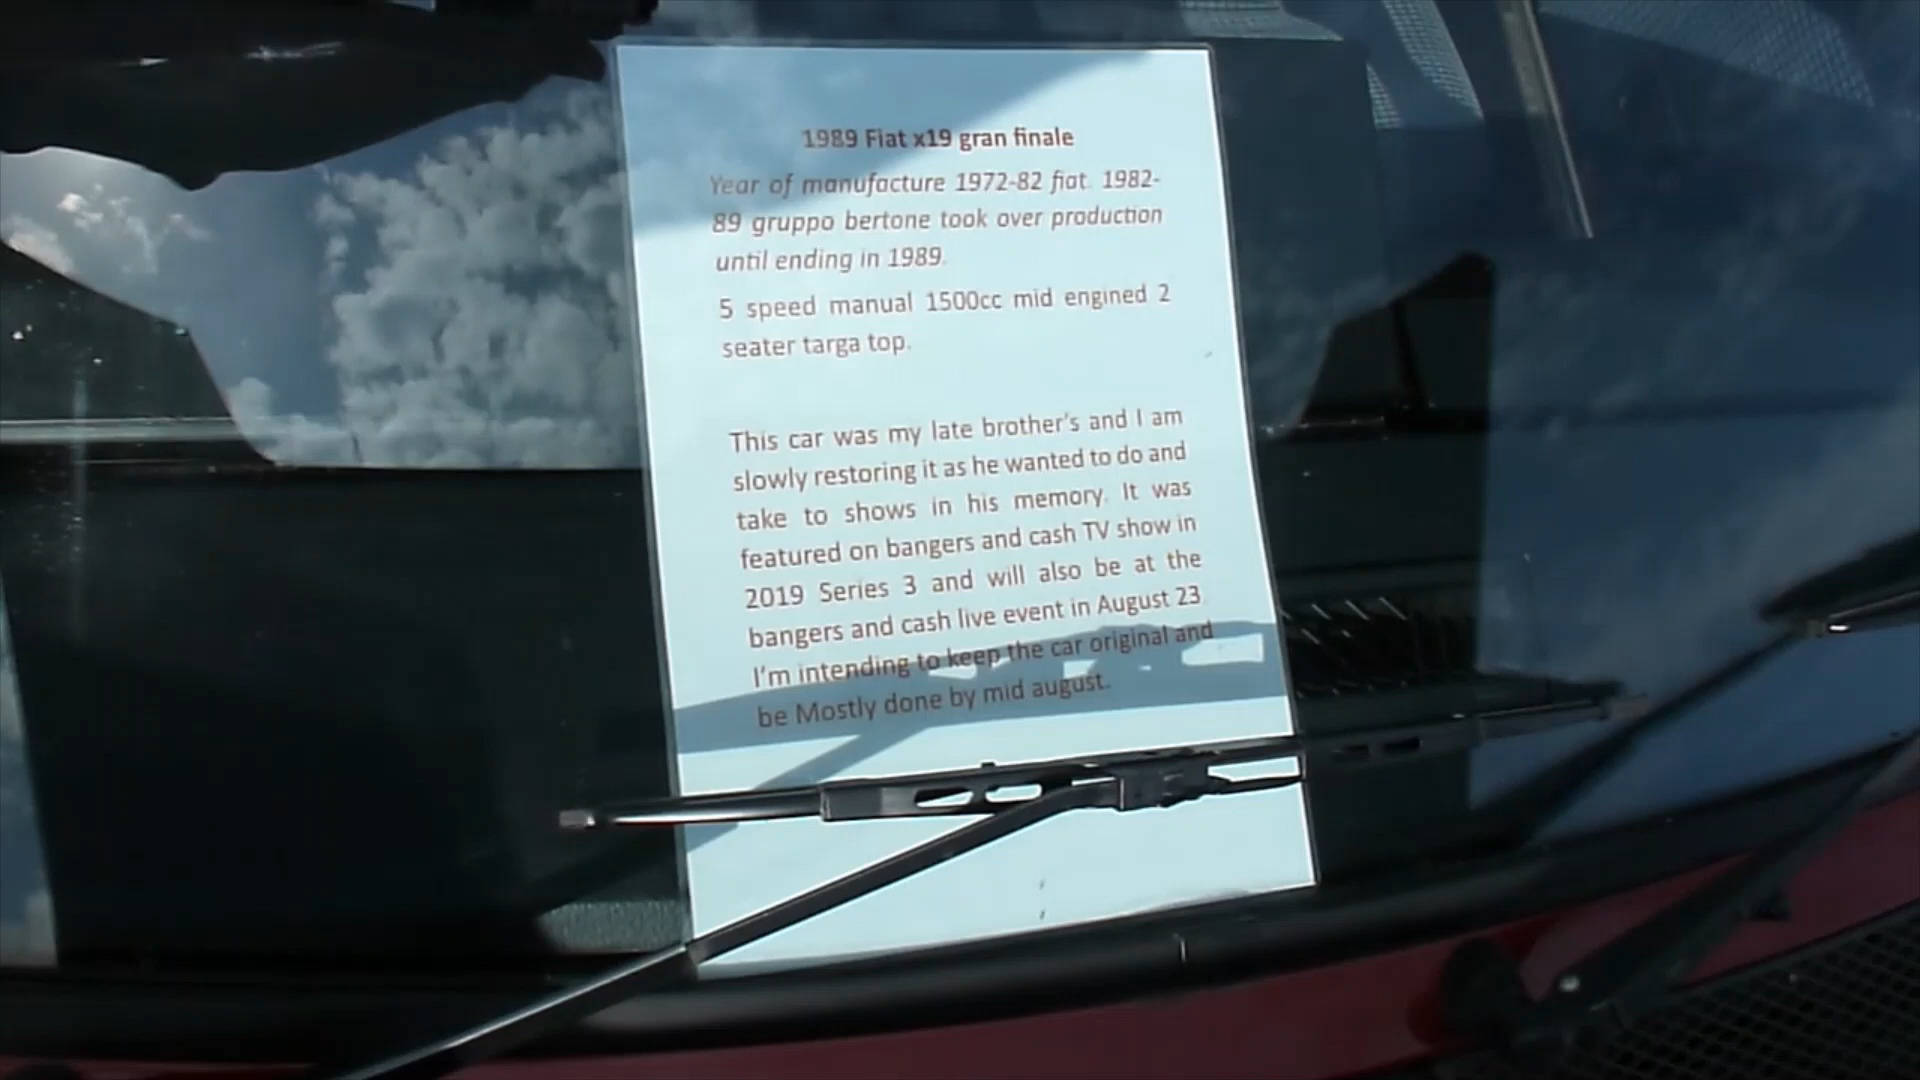 1989 Fiat x19 gran finale
Year of manufacture 1972-82 fiat. 1982-
89 gruppo bertone took over production
until ending in 1989.
5 speed manual 1500cc mid engined 2
seater targa top.
This car was my late brother's and I am
slowly restoring it as he wanted to do and
take to shows in his memory. It was
featured on bangers and cash TV show in
2019 Series 3 and will also be at the
bangers and cash live event in August 23
I'm intending to keep the car original and
be Mostly done by mid august.